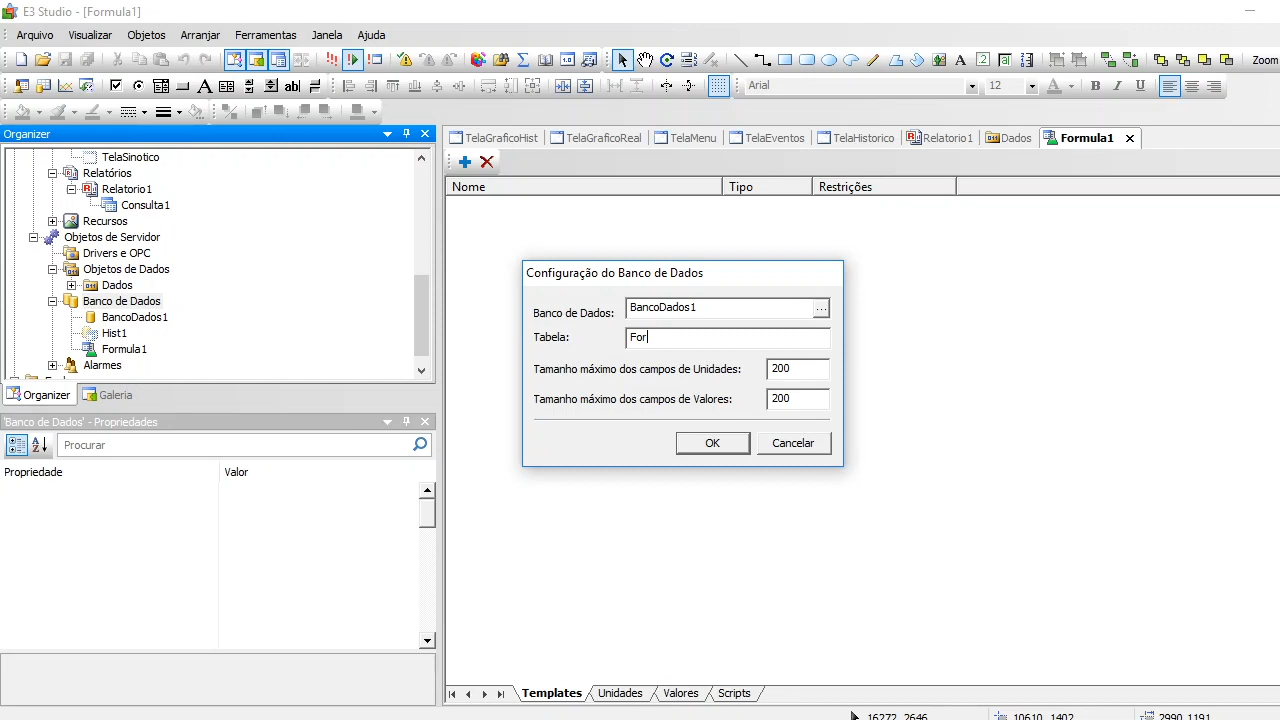 E3 Studio - [Formula1]
Arquivo Visualizar Objetos Arranjar Ferramentas Janela Ajuda
Zoom
Arial 12
Organizer
TelaSinotico
Relatórios
Relatorio1
Consulta1
Recursos
Objetos de Servidor
Drivers e OPC
Objetos de Dados
Dados
Banco de Dados
BancoDados1
Hist1
Formula1
Alarmes
Organizer Galeria
'Banco de Dados' - Propriedades
Procurar
Propriedade Valor
TelaGraficoHist TelaGraficoReal TelaMenu TelaEventos TelaHistorico Relatorio1 Dados Formula1
Nome Tipo Restrições
Configuração do Banco de Dados
Banco de Dados: BancoDados1 ...
Tabela: For
Tamanho máximo dos campos de Unidades: 200
Tamanho máximo dos campos de Valores: 200
OK Cancelar
Templates Unidades Valores Scripts
16272, 2646 10610, 1402 2990, 1191